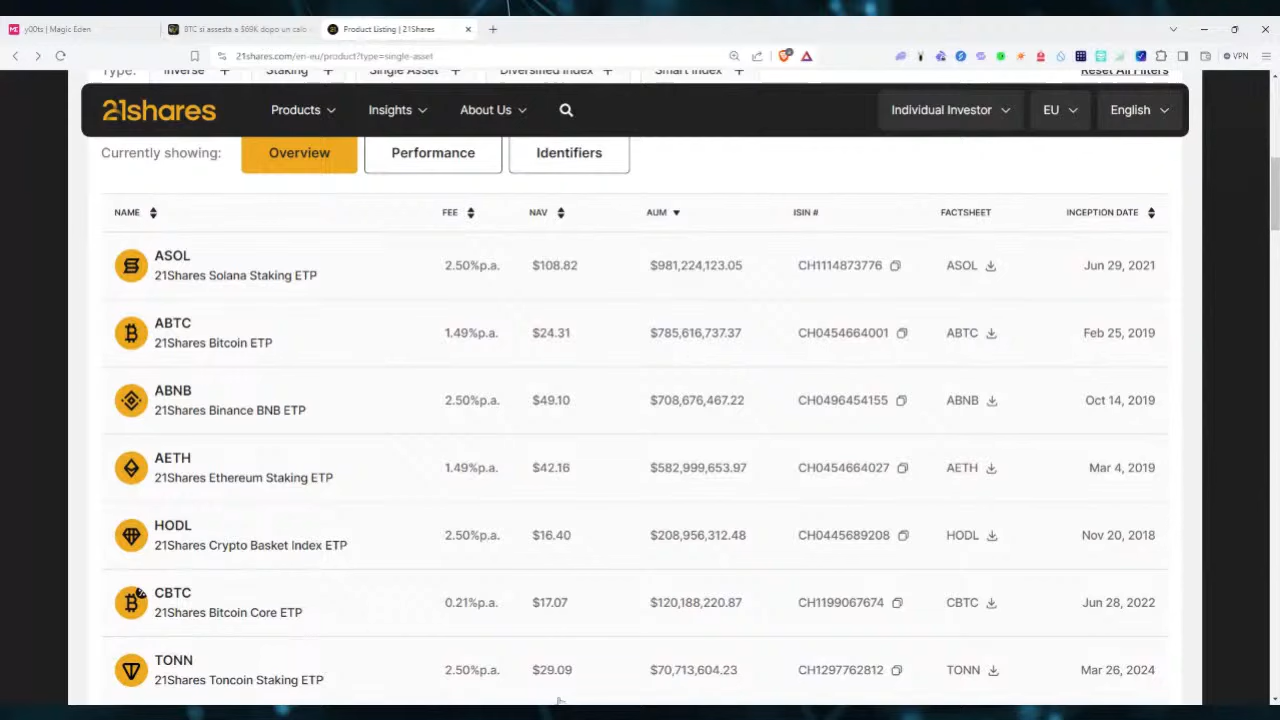 y00ts | Magic Eden
BTC si assesta a $69K dopo un calo
Product Listing | 21Shares
21shares.com/en-eu/product?type=single-asset
VPN
Type: Inverse + Staking + Single Asset + Diversified Index + Smart Index + Reset All Filters
21shares Products Insights About Us Individual Investor EU English
Currently showing: Overview Performance Identifiers
NAME FEE NAV AUM ISIN # FACTSHEET INCEPTION DATE
ASOL
21Shares Solana Staking ETP
2.50%p.a. $108.82 $981,224,123.05 CH1114873776 ASOL Jun 29, 2021
ABTC
21Shares Bitcoin ETP
1.49%p.a. $24.31 $785,616,737.37 CH0454664001 ABTC Feb 25, 2019
ABNB
21Shares Binance BNB ETP
2.50%p.a. $49.10 $708,676,467.22 CH0496454155 ABNB Oct 14, 2019
AETH
21Shares Ethereum Staking ETP
1.49%p.a. $42.16 $582,999,653.97 CH0454664027 AETH Mar 4, 2019
HODL
21Shares Crypto Basket Index ETP
2.50%p.a. $16.40 $208,956,312.48 CH0445689208 HODL Nov 20, 2018
CBTC
21Shares Bitcoin Core ETP
0.21%p.a. $17.07 $120,188,220.87 CH1199067674 CBTC Jun 28, 2022
TONN
21Shares Toncoin Staking ETP
2.50%p.a. $29.09 $70,713,604.23 CH1297762812 TONN Mar 26, 2024